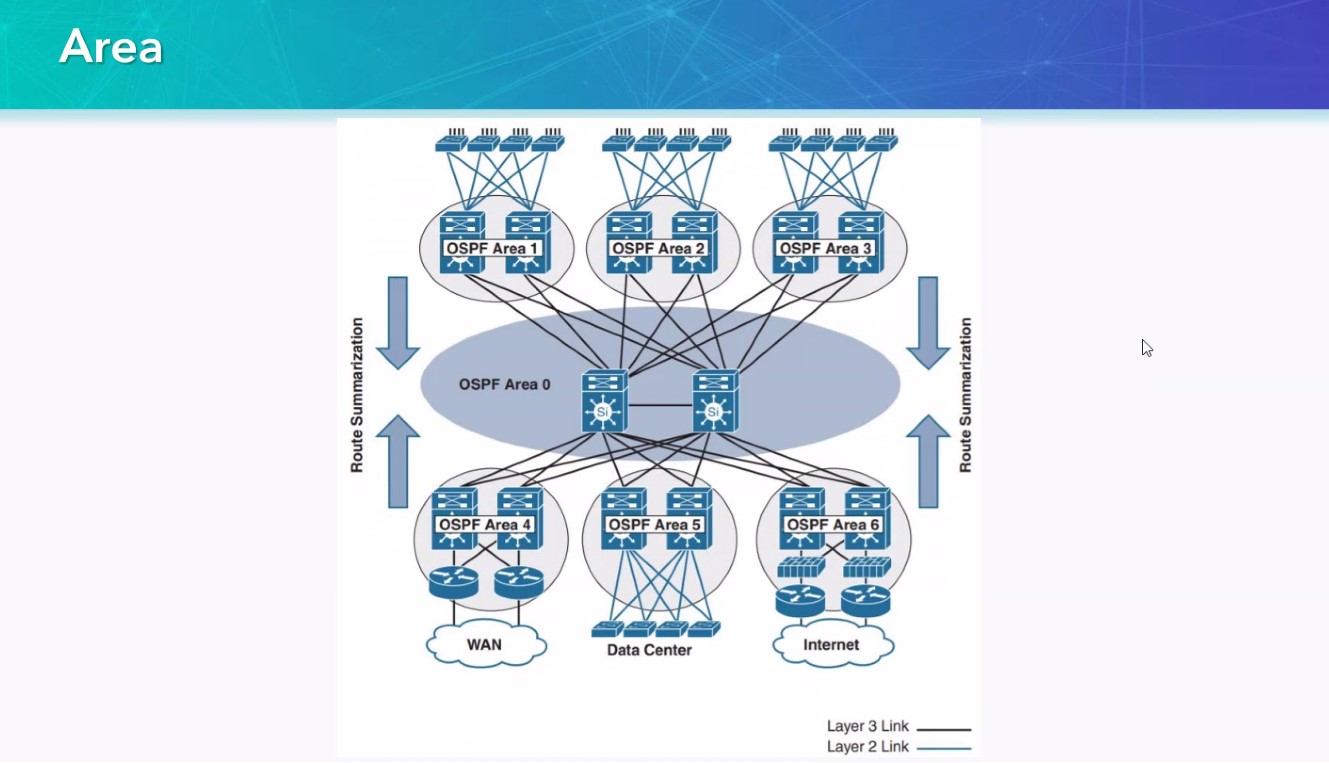 Area
OSPF Area 1
OSPF Area 2
OSPF Area 3
Route Summarization
OSPF Area 0
Si
Si
Route Summarization
OSPF Area 4
OSPF Area 5
OSPF Area 6
WAN
Data Center
Internet
Layer 3 Link
Layer 2 Link